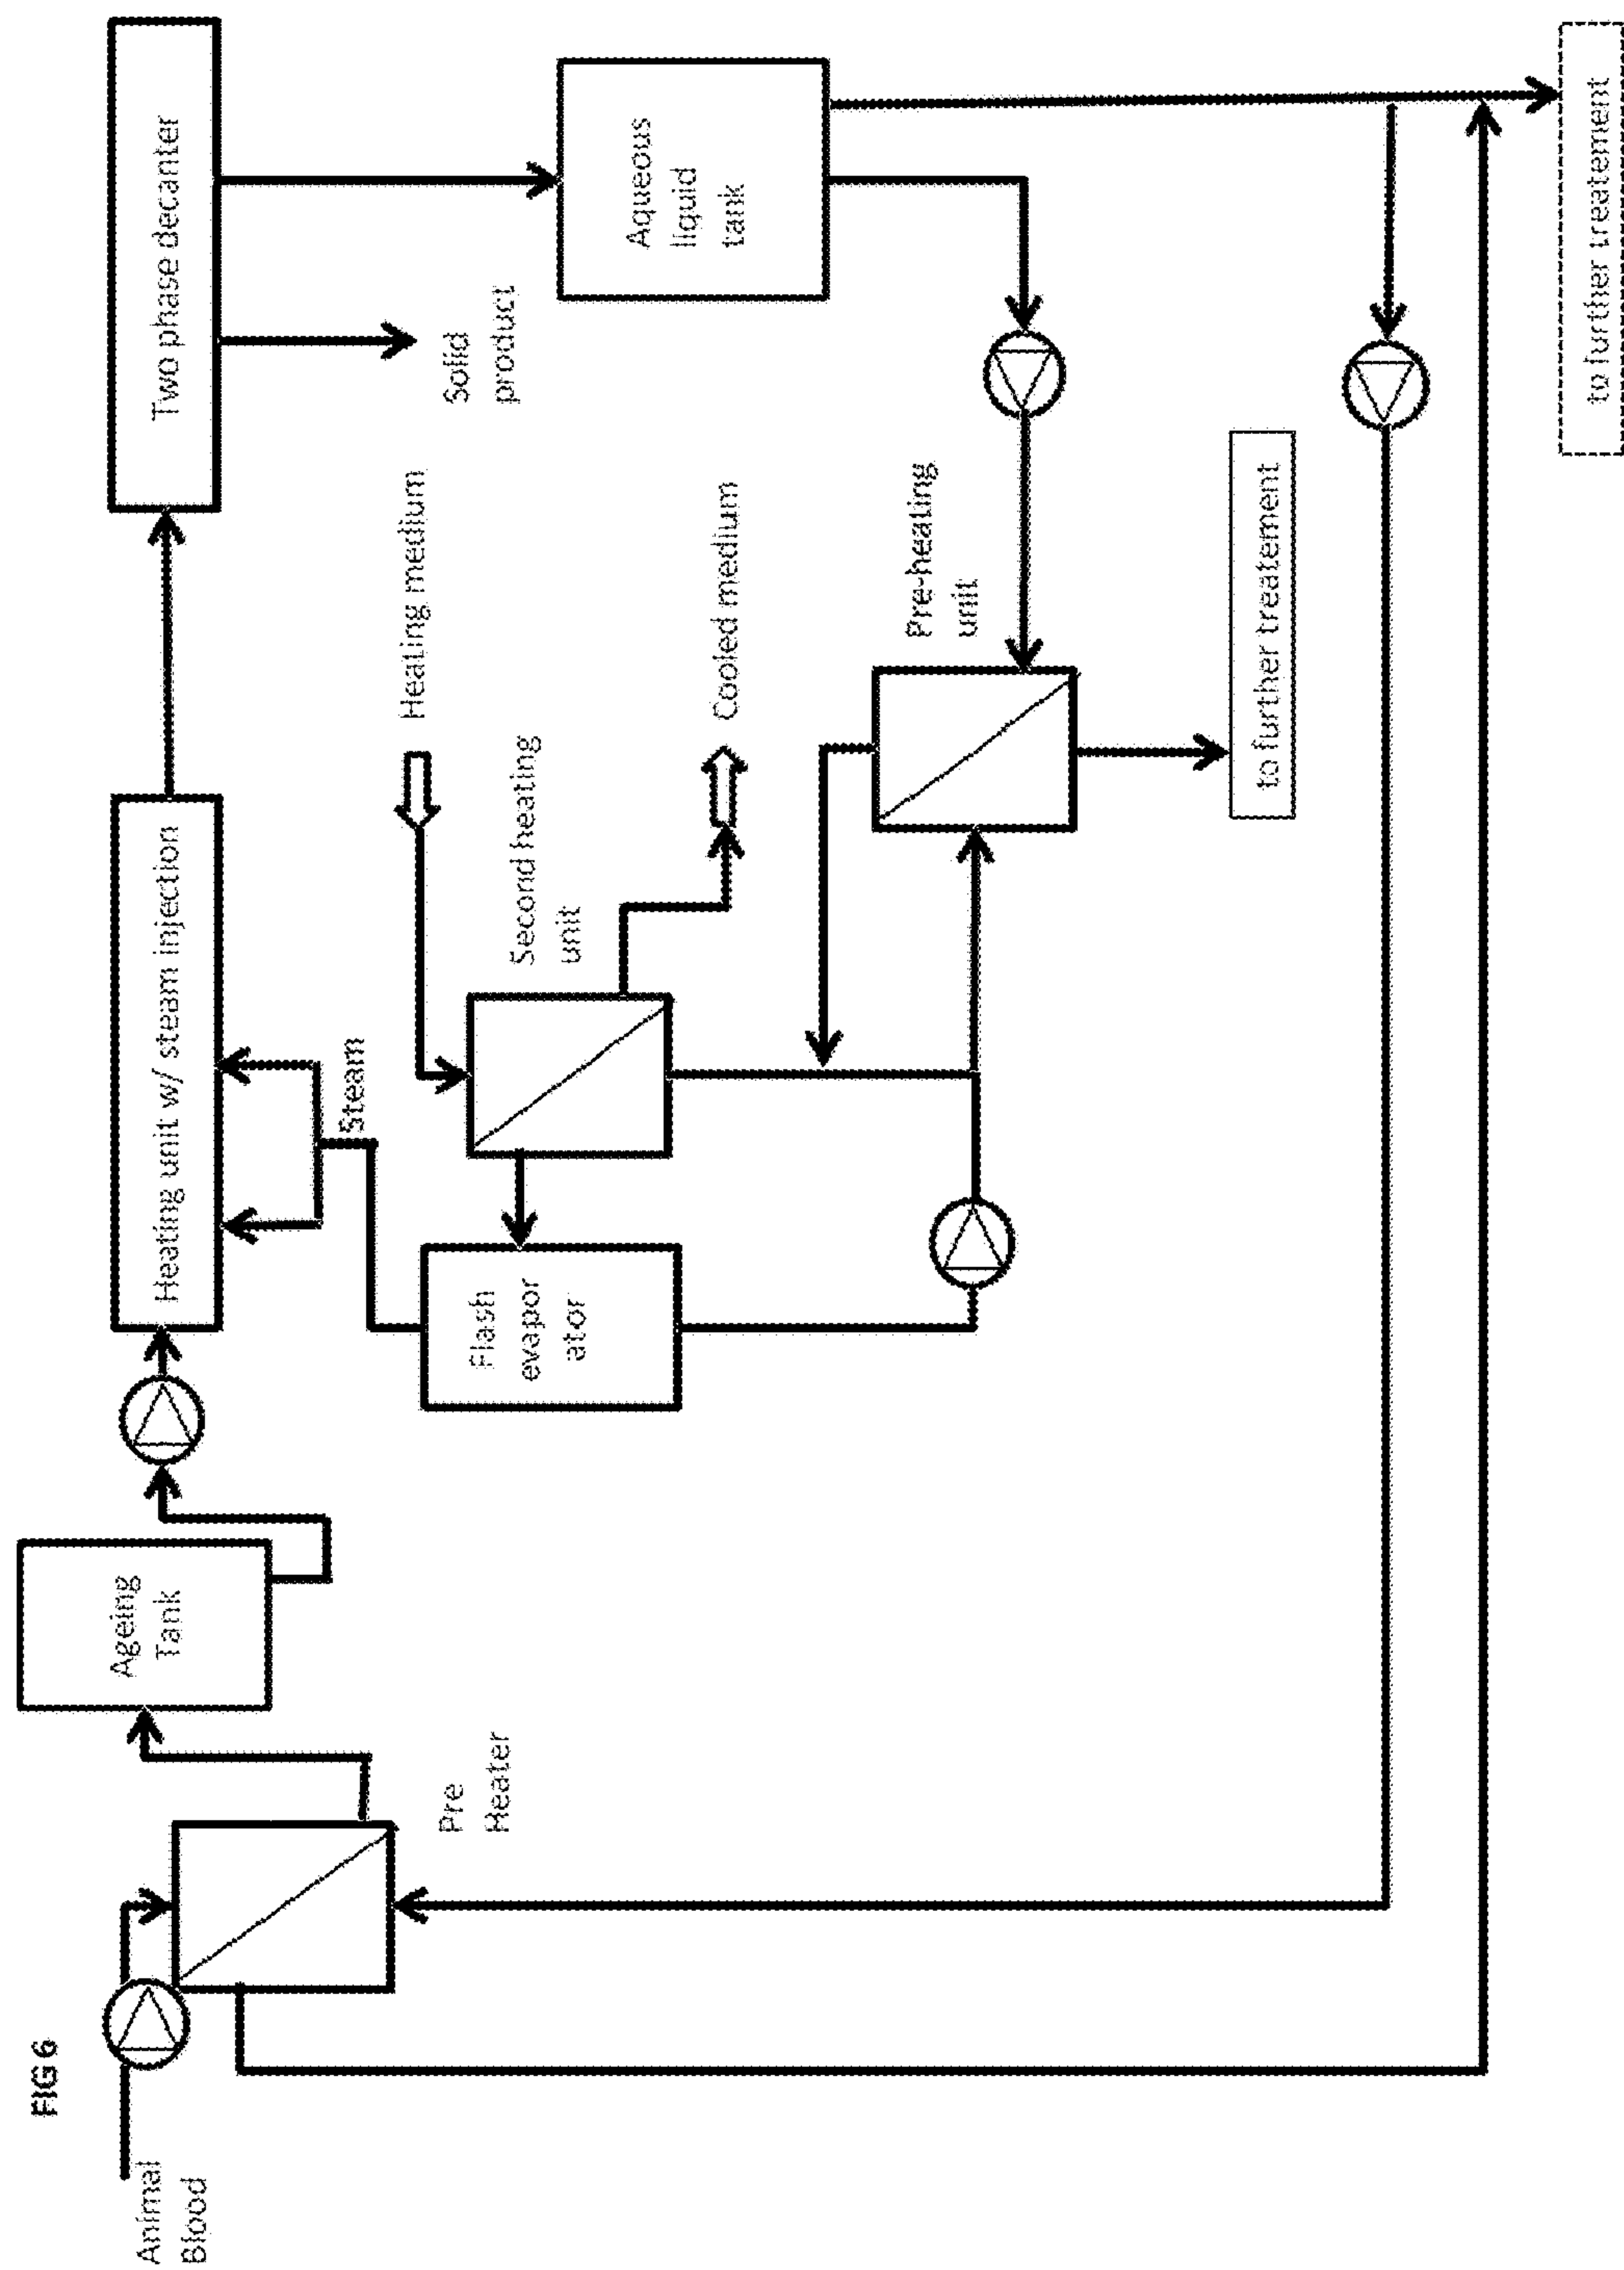 FIG 6
Animal
Blood
Pre
Heater
Ageing
Tank
Heating unit w/ steam injection
Steam
Flash
evapor
ator
Second heating
unit
Heating medium
Cooled medium
Pre-heating
unit
to further treatement
Two phase decanter
Solid
product
Aqueous
liquid
tank
to further treatement